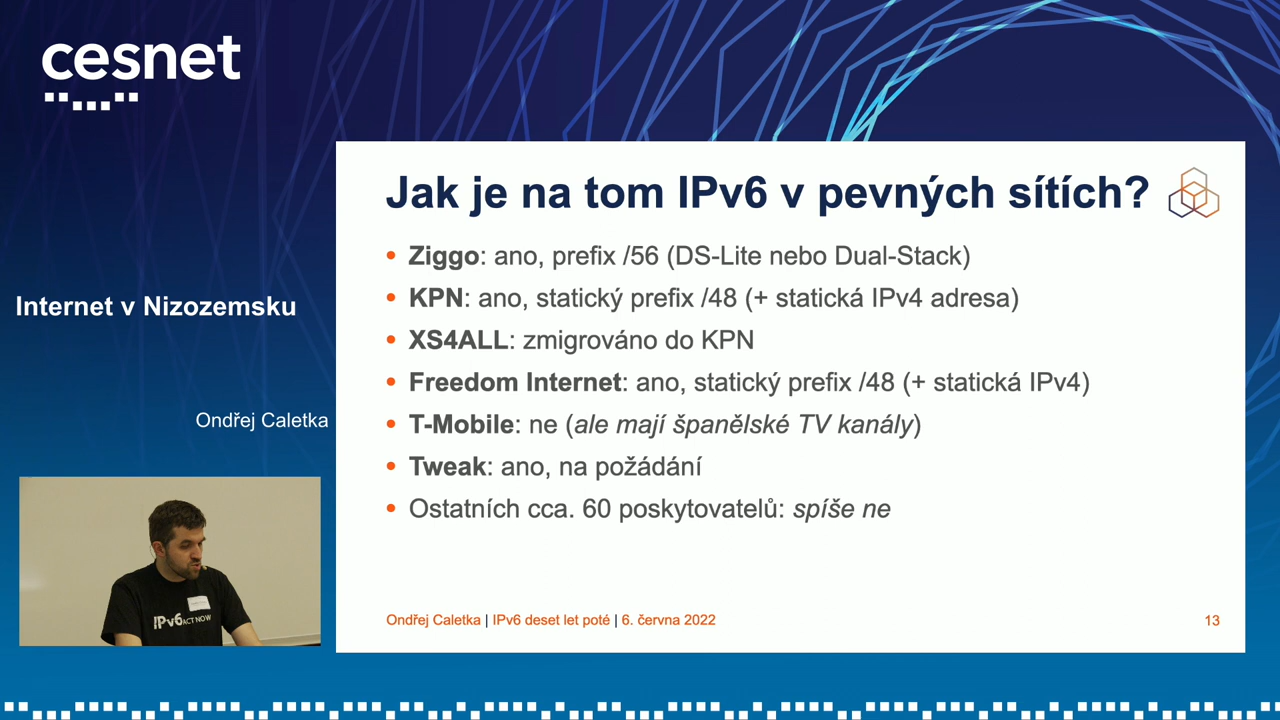 cesnet
Internet v Nizozemsku
Ondřej Caletka
IPv6 ACT NOW
Jak je na tom IPv6 v pevných sítích?
• Ziggo: ano, prefix /56 (DS-Lite nebo Dual-Stack)
• KPN: ano, statický prefix /48 (+ statická IPv4 adresa)
• XS4ALL: zmigrováno do KPN
• Freedom Internet: ano, statický prefix /48 (+ statická IPv4)
• T-Mobile: ne (ale mají španělské TV kanály)
• Tweak: ano, na požádání
• Ostatních cca. 60 poskytovatelů: spíše ne
Ondřej Caletka | IPv6 deset let poté | 6. června 2022
13